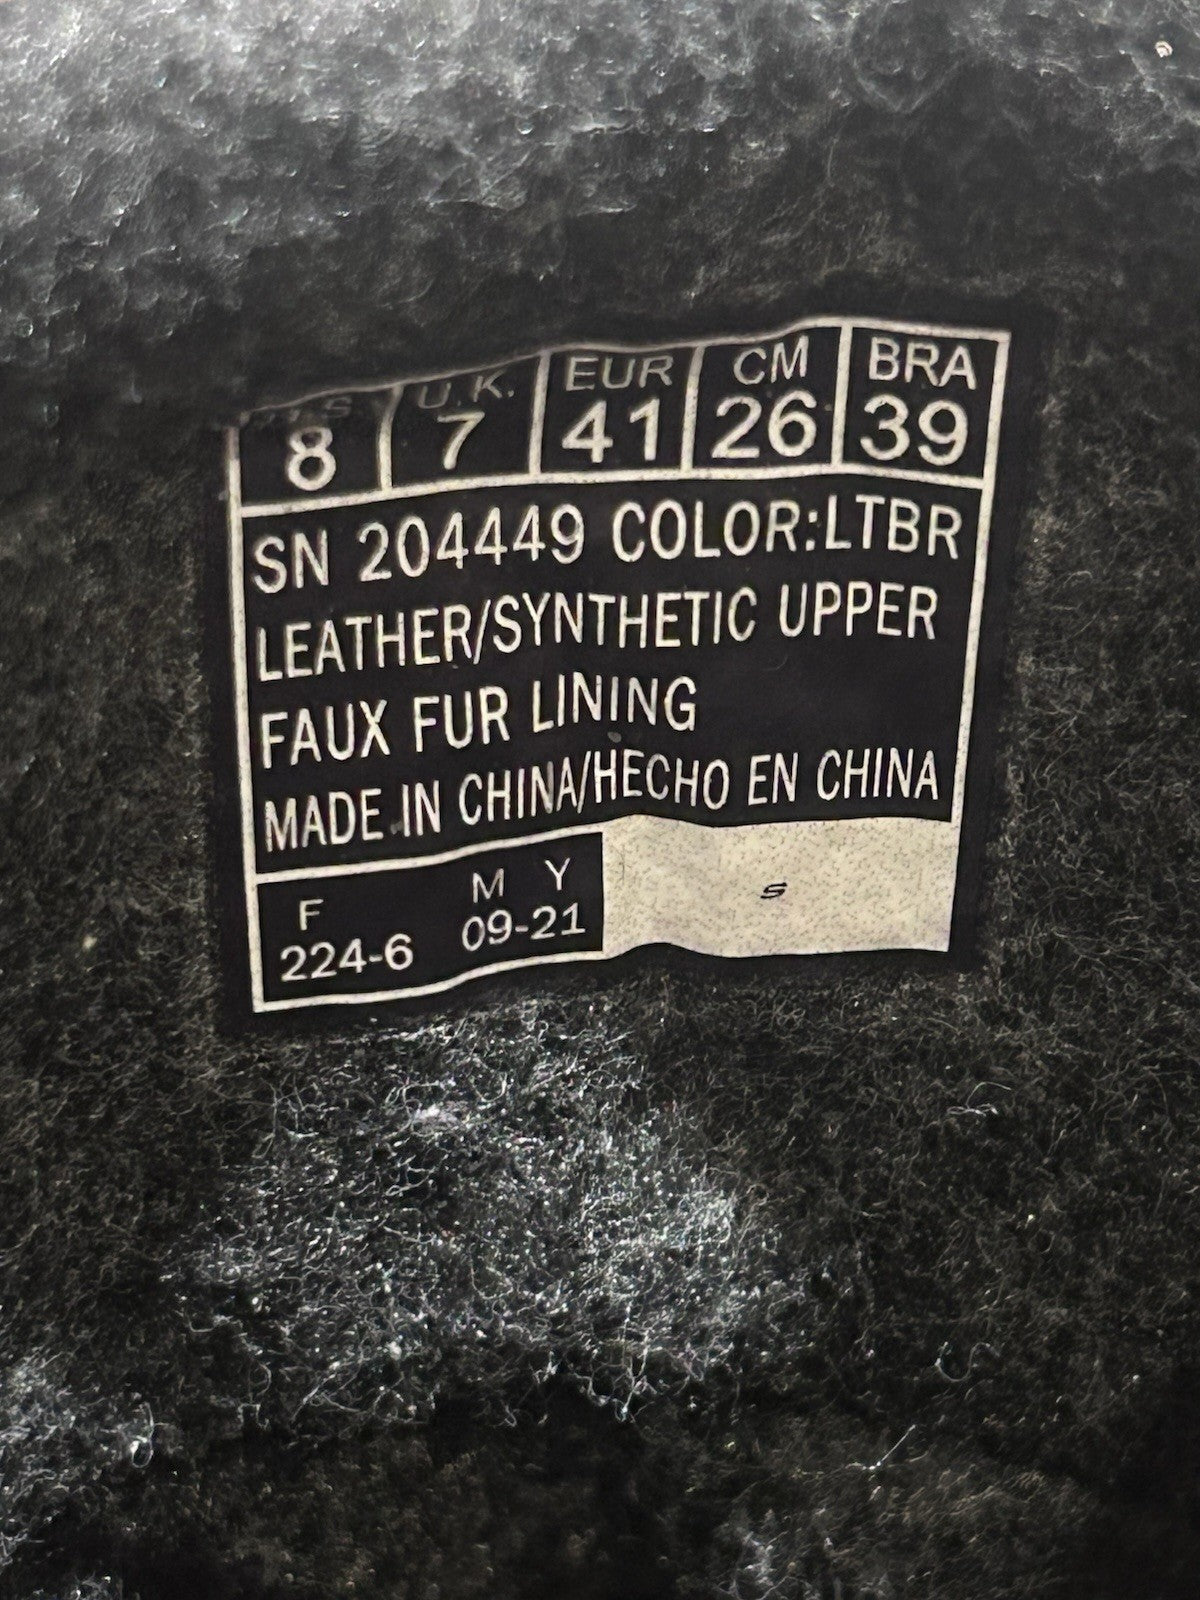 U.S U.K. EUR CM BRA
8 7 41 26 39
SN 204449 COLOR:LTBR
LEATHER/SYNTHETIC UPPER
FAUX FUR LINING
MADE IN CHINA/HECHO EN CHINA
F M Y
224-6 09-21
S